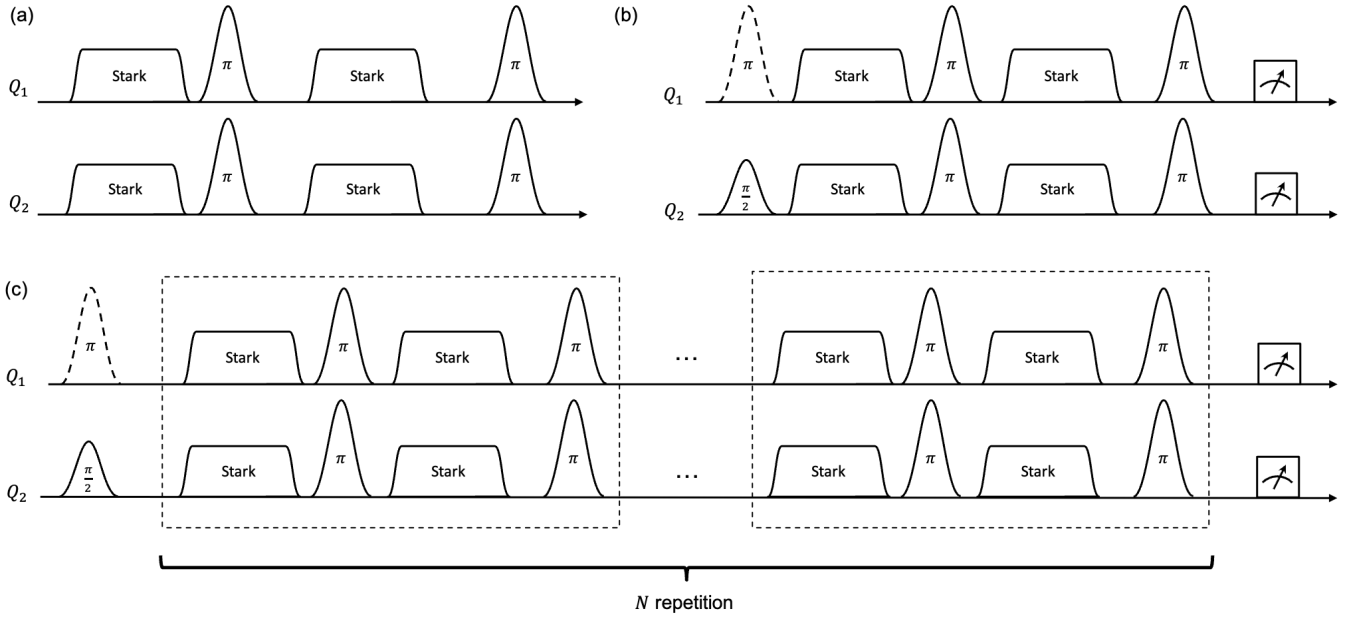 (a)
Stark π Stark π
Q₁
Stark π Stark π
Q₂
(b)
π Stark π Stark π
Q₁
π/2 Stark π Stark π
Q₂
(c)
π Stark π Stark π ... Stark π Stark π
Q₁
π/2 Stark π Stark π ... Stark π Stark π
Q₂
N repetition